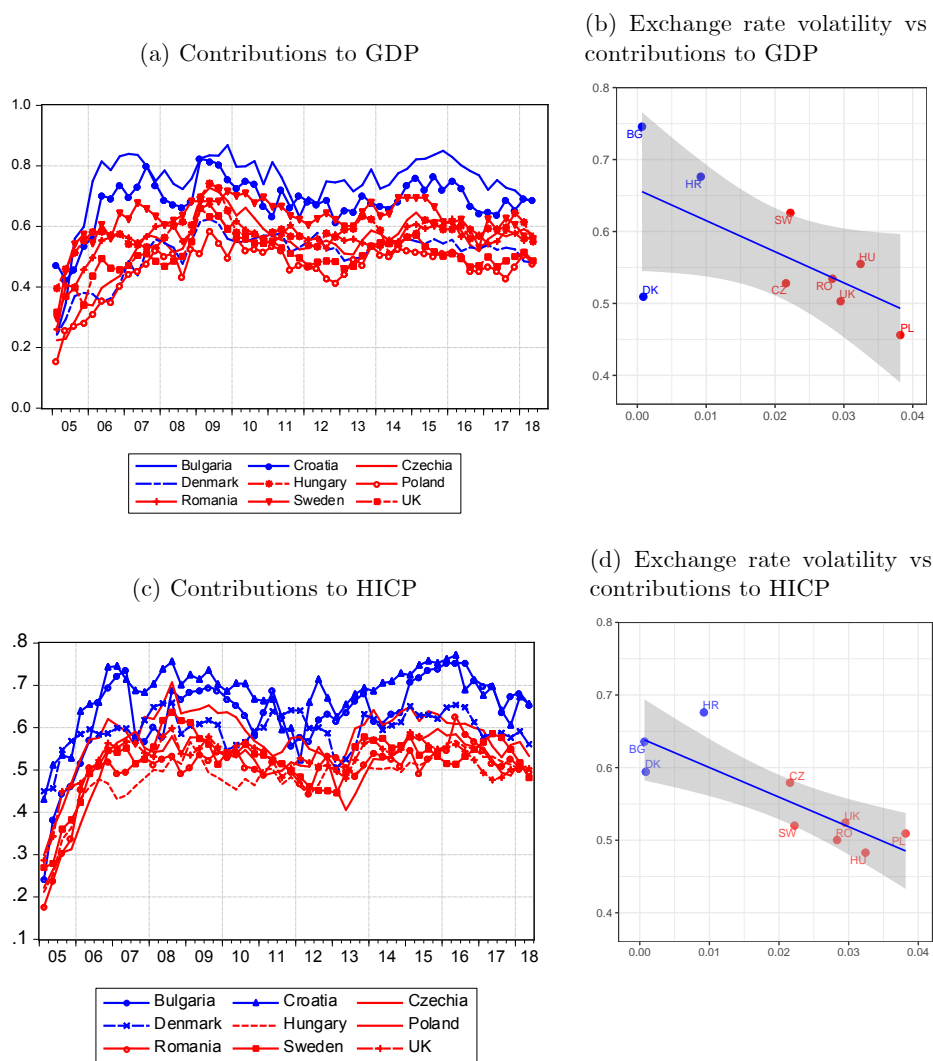 (a) Contributions to GDP
1.0
0.8
0.6
0.4
0.2
0.0
05 06 07 08 09 10 11 12 13 14 15 16 17 18
Bulgaria Croatia Czechia
Denmark Hungary Poland
Romania Sweden UK
(b) Exchange rate volatility vs
contributions to GDP
0.8
0.7
0.6
0.5
0.4
BG
HR
SW
HU
DK
CZ
RO
UK
PL
0.00 0.01 0.02 0.03 0.04
(c) Contributions to HICP
.8
.7
.6
.5
.4
.3
.2
.1
05 06 07 08 09 10 11 12 13 14 15 16 17 18
Bulgaria Croatia Czechia
Denmark Hungary Poland
Romania Sweden UK
(d) Exchange rate volatility vs
contributions to HICP
0.8
0.7
0.6
0.5
0.4
HR
BG
DK
CZ
UK
SW
RO
PL
HU
0.00 0.01 0.02 0.03 0.04